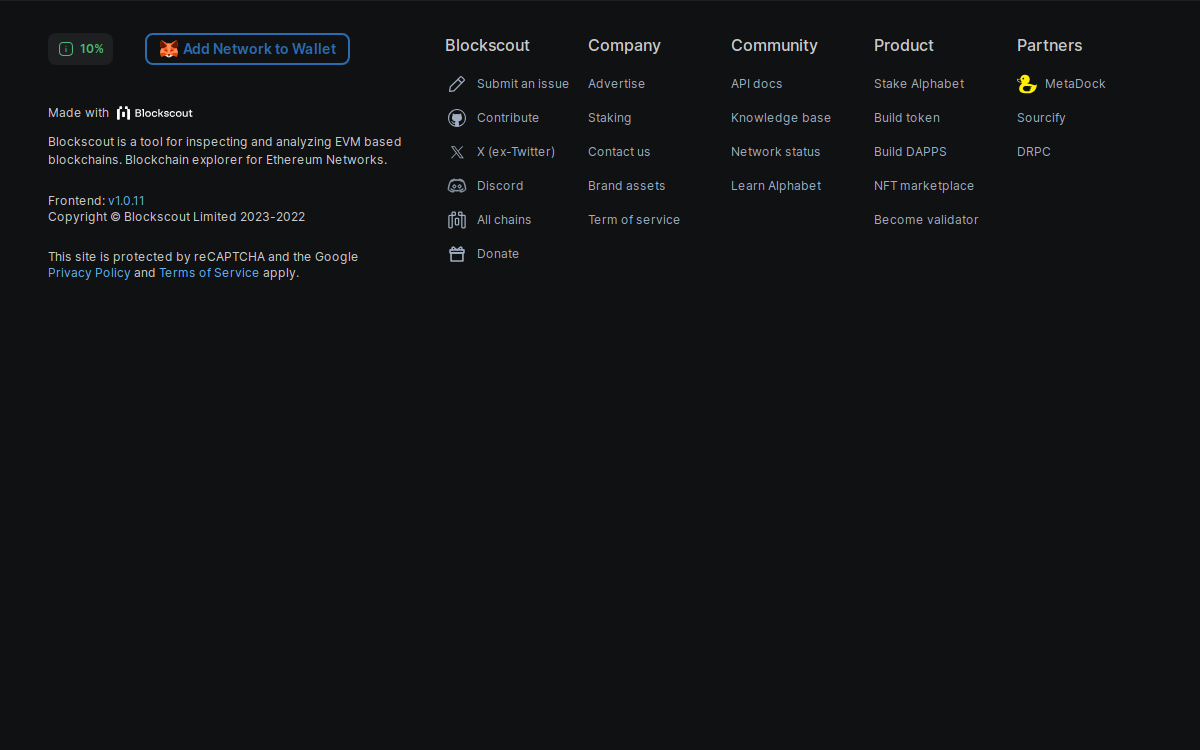 10%
Add Network to Wallet
Made with Blockscout
Blockscout is a tool for inspecting and analyzing EVM based
blockchains. Blockchain explorer for Ethereum Networks.
Frontend: v1.0.11
Copyright © Blockscout Limited 2023-2022
This site is protected by reCAPTCHA and the Google
Privacy Policy and Terms of Service apply.
Blockscout
Submit an issue
Contribute
X (ex-Twitter)
Discord
All chains
Donate
Company
Advertise
Staking
Contact us
Brand assets
Term of service
Community
API docs
Knowledge base
Network status
Learn Alphabet
Product
Stake Alphabet
Build token
Build DAPPS
NFT marketplace
Become validator
Partners
MetaDock
Sourcify
DRPC